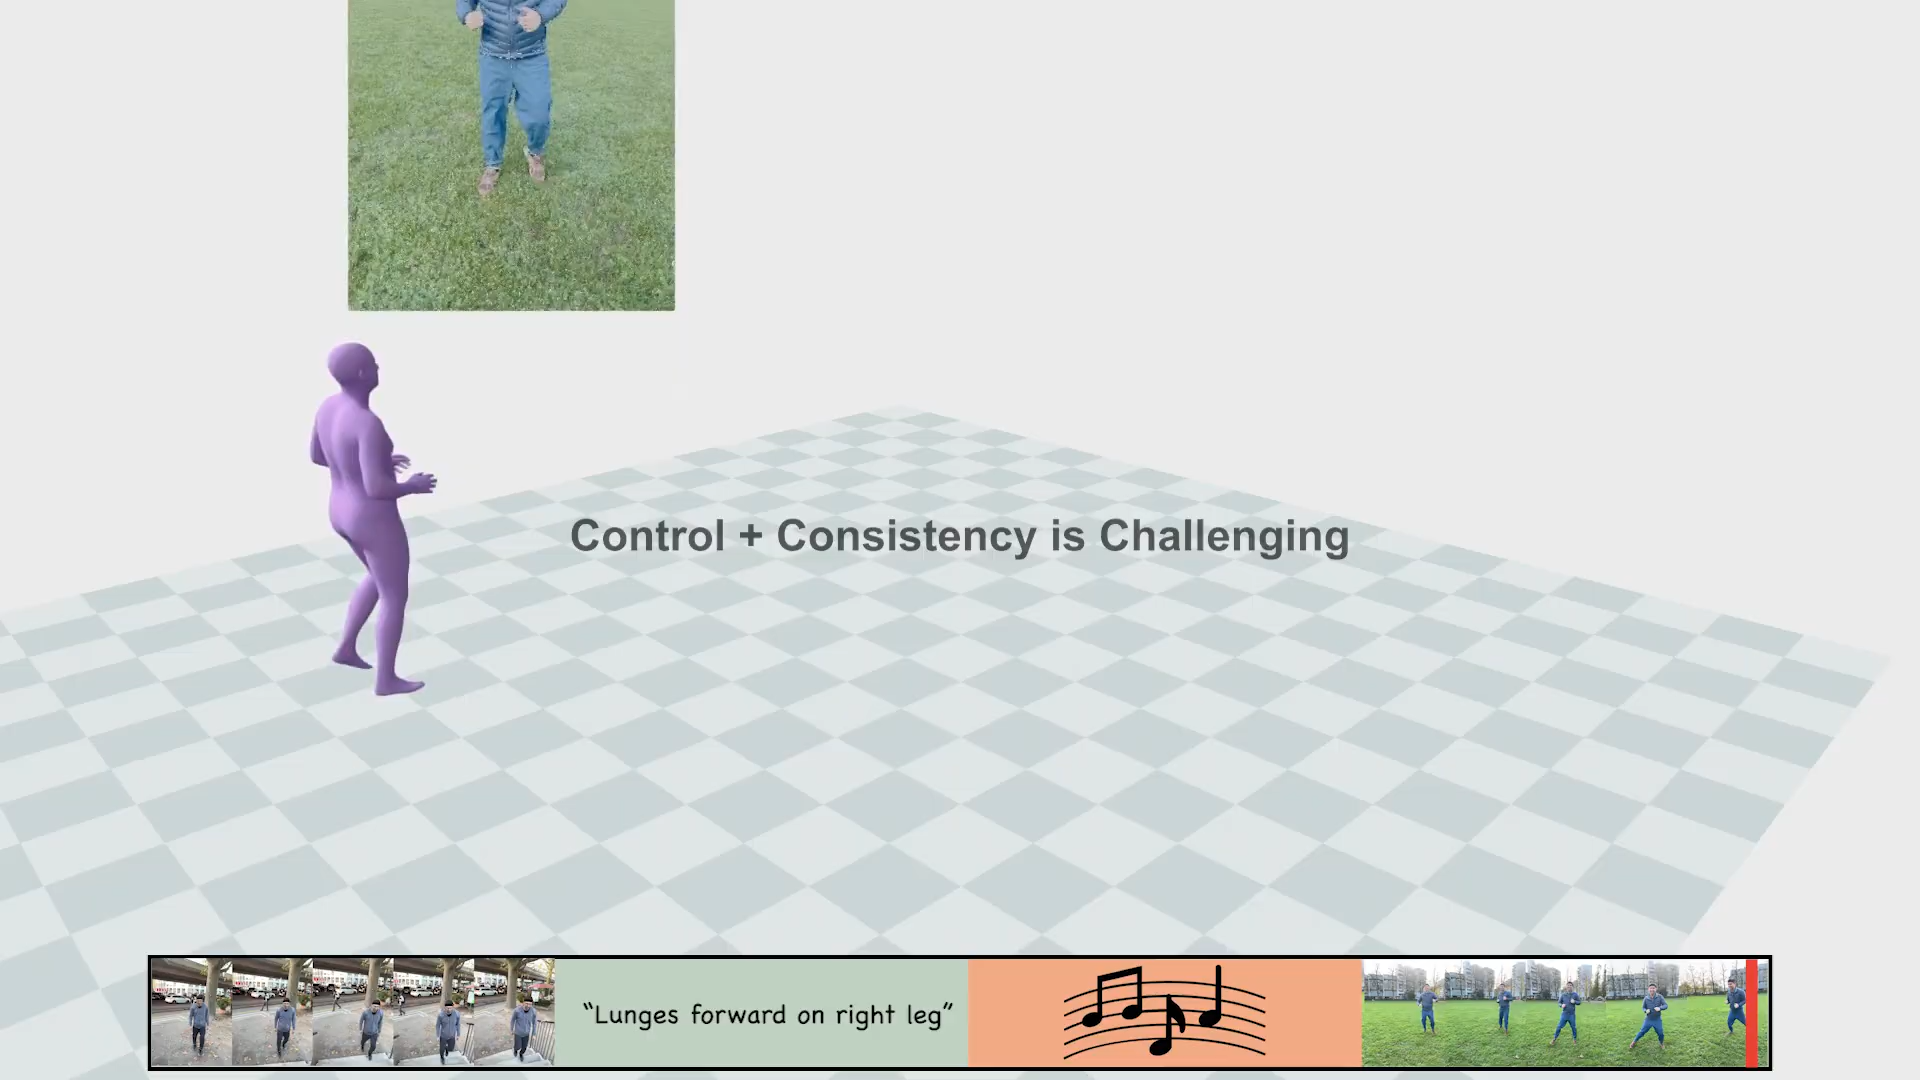 Control + Consistency is Challenging
“Lunges forward on right leg”